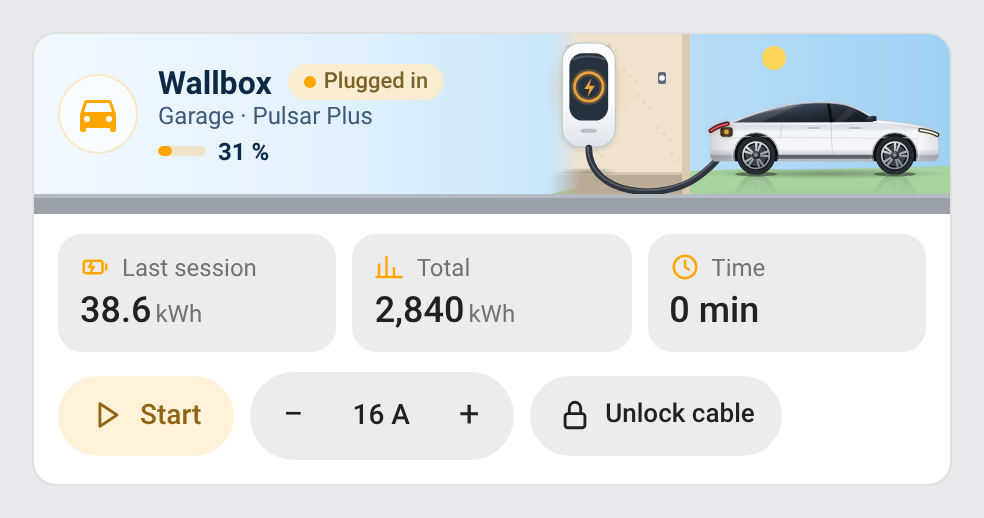 Wallbox
Plugged in
Garage · Pulsar Plus
31 %
Last session
38.6 kWh
Total
2,840 kWh
Time
0 min
Start
− 16 A +
Unlock cable